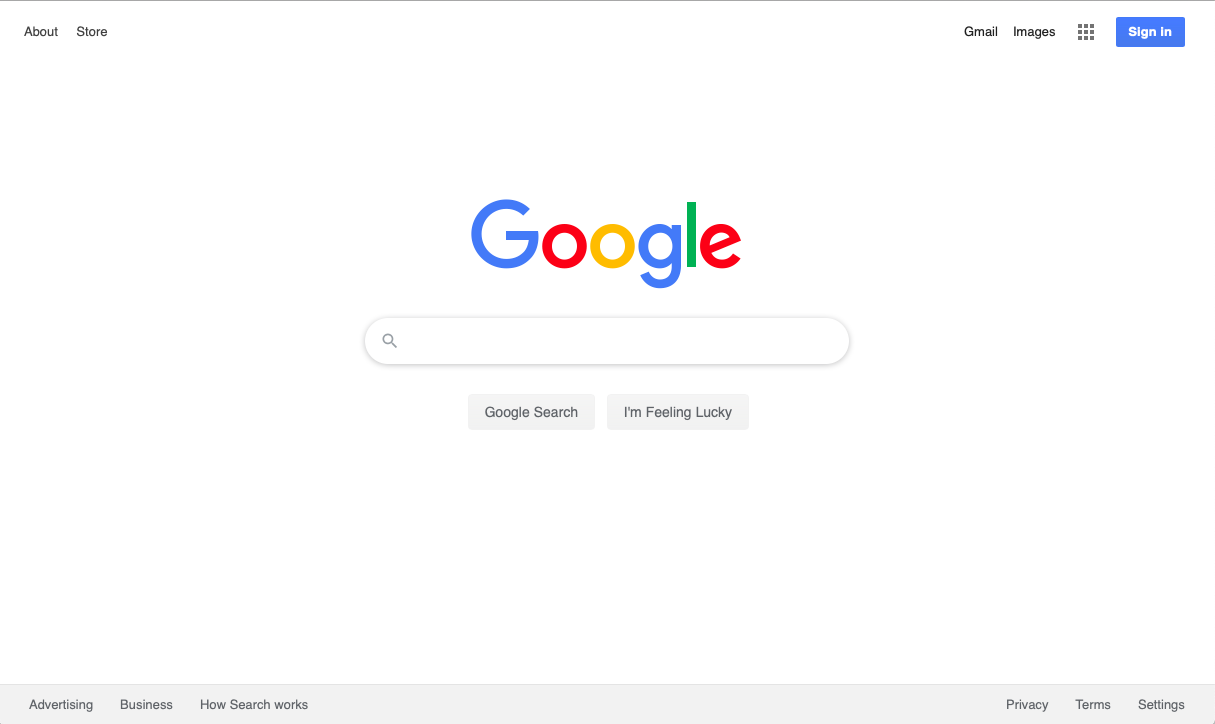 About Store Gmail Images Sign in
Google
Google Search I'm Feeling Lucky
Advertising Business How Search works Privacy Terms Settings